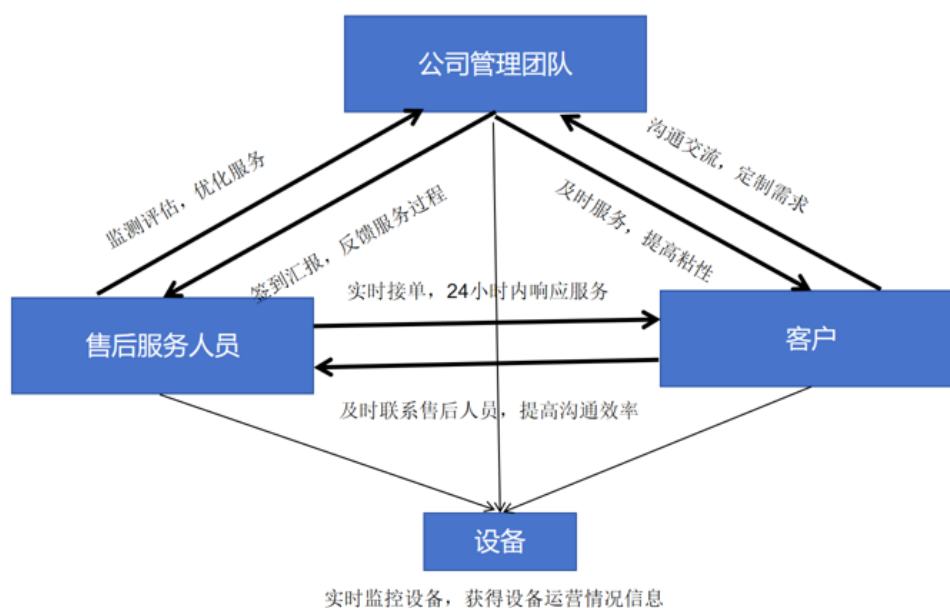 公司管理团队
监测评估，优化服务
签到汇报，反馈服务过程
及时服务，提高粘性
沟通交流，定制需求
售后服务人员
实时接单，24小时内响应服务
客户
及时联系售后人员，提高沟通效率
设备
实时监控设备，获得设备运营情况信息